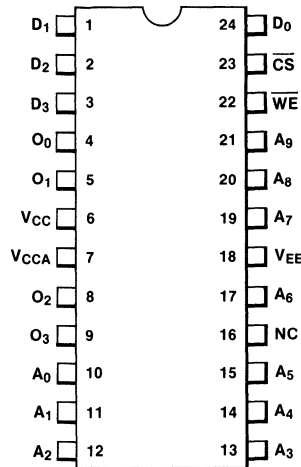 D₁ 1 24 D₀
D₂ 2 23 C̅S̅
D₃ 3 22 W̅E̅
O₀ 4 21 A₉
O₁ 5 20 A₈
VCC 6 19 A₇
VCCA 7 18 VEE
O₂ 8 17 A₆
O₃ 9 16 NC
A₀ 10 15 A₅
A₁ 11 14 A₄
A₂ 12 13 A₃